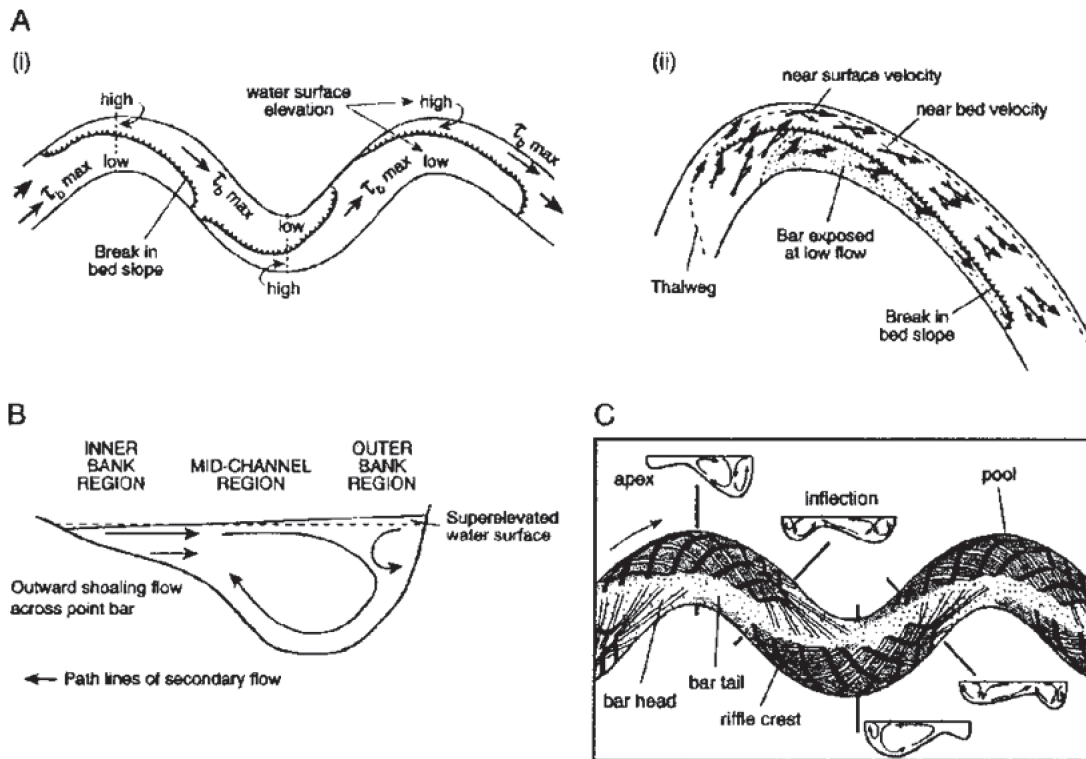 A
(i)
high
water surface
elevation
high
τb max
low
τb max
τb max
low
τb max
low
Break in
bed slope
high
(ii)
near surface velocity
near bed velocity
Bar exposed
at low flow
Thalweg
Break in
bed slope
B
INNER
BANK
REGION
MID-CHANNEL
REGION
OUTER
BANK
REGION
Superelevated
water surface
Outward shoaling flow
across point bar
Path lines of secondary flow
C
apex
inflection
pool
bar head
bar tail
riffle crest